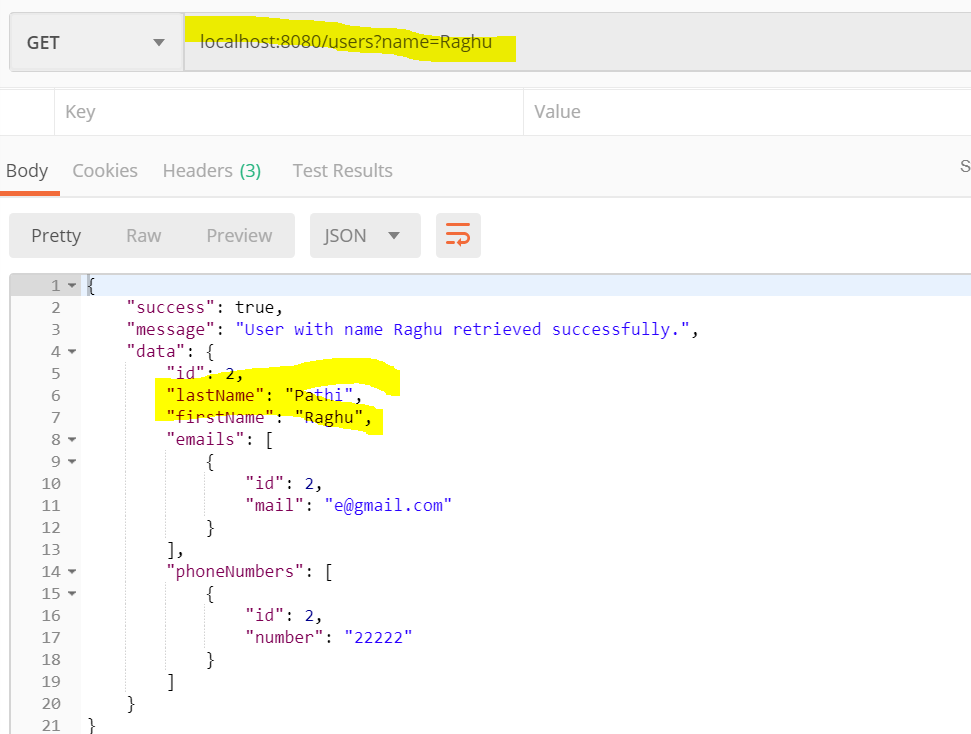 GET localhost:8080/users?name=Raghu
Key Value
Body Cookies Headers (3) Test Results S
Pretty Raw Preview JSON
1 {
2 "success": true,
3 "message": "User with name Raghu retrieved successfully.",
4 "data": {
5 "id": 2,
6 "lastName": "Pathi",
7 "firstName": "Raghu",
8 "emails": [
9 {
10 "id": 2,
11 "mail": "e@gmail.com"
12 }
13 ],
14 "phoneNumbers": [
15 {
16 "id": 2,
17 "number": "22222"
18 }
19 ]
20 }
21 }